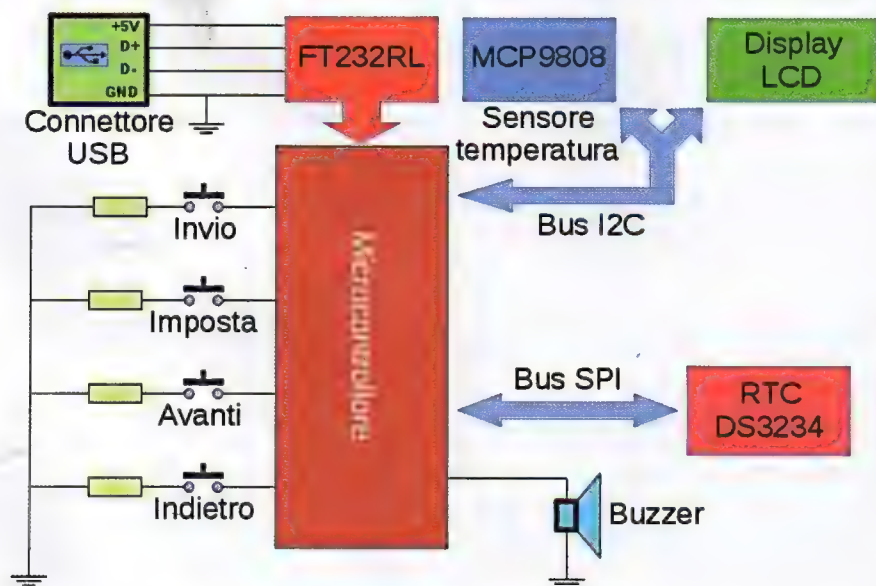 +5V
D+
D-
GND
Connettore
USB
FT232RL
MCP9808
Sensore
temperatura
Display
LCD
Bus I2C
Invio
Imposta
Avanti
Indietro
Microcontrollore
Bus SPI
RTC
DS3234
Buzzer